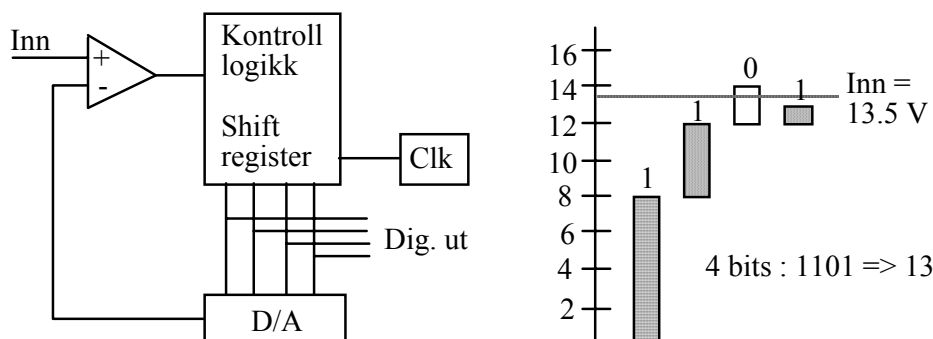 Inn
+
-
Kontroll
logikk
Shift
register
Clk
Dig. ut
D/A
16
14
12
10
8
6
4
2
1
1
0
1
Inn =
13.5 V
4 bits : 1101 => 13